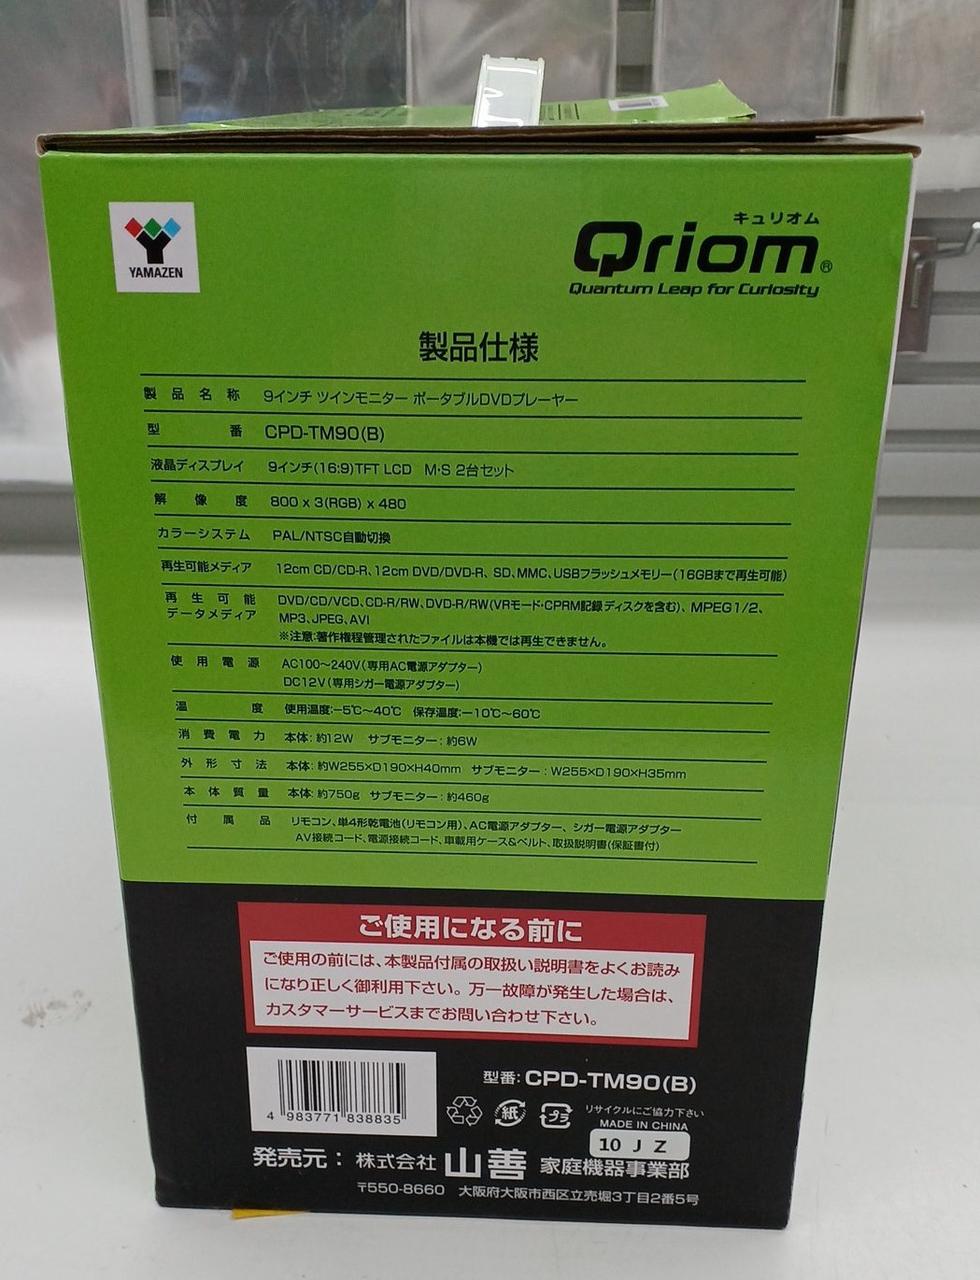 YAMAZEN
キュリオム
Qriom®
Quantum Leap for Curiosity
製品仕様
製品名称 9インチ ツインモニター ポータブルDVDプレーヤー
型番 CPD-TM90(B)
液晶ディスプレイ 9インチ(16:9)TFT LCD M・S 2台セット
解像度 800 x 3(RGB) x 480
カラーシステム PAL/NTSC自動切換
再生可能メディア 12cm CD/CD-R、12cm DVD/DVD-R、SD、MMC、USBフラッシュメモリー(16GBまで再生可能)
再生可能 DVD/CD/VCD、CD-R/RW、DVD-R/RW(VRモード・CPRM記録ディスクを含む)、MPEG1/2、
データメディア MP3、JPEG、AVI
※注意:著作権程管理されたファイルは本機では再生できません。
使用電源 AC100～240V(専用AC電源アダプター)
DC12V(専用シガー電源アダプター)
温度 使用温度:−5℃～40℃ 保存温度:−10℃～60℃
消費電力 本体:約12W サブモニター:約6W
外形寸法 本体:約W255×D190×H40mm サブモニター:W255×D190×H35mm
本体質量 本体:約750g サブモニター:約460g
付属品 リモコン、単4形乾電池(リモコン用)、AC電源アダプター、シガー電源アダプター
AV接続コード、電源接続コード、車載用ケース&ベルト、取扱説明書(保証書付)
ご使用になる前に
ご使用の前には、本製品付属の取扱い説明書をよくお読み
になり正しく御利用下さい。万一故障が発生した場合は、
カスタマーサービスまでお問い合わせ下さい。
型番:CPD-TM90(B)
4 983771 838835
紙 プラ リサイクルにご協力下さい
MADE IN CHINA
10 J Z
発売元:株式会社 山善 家庭機器事業部
〒550-8660 大阪府大阪市西区立売堀3丁目2番5号